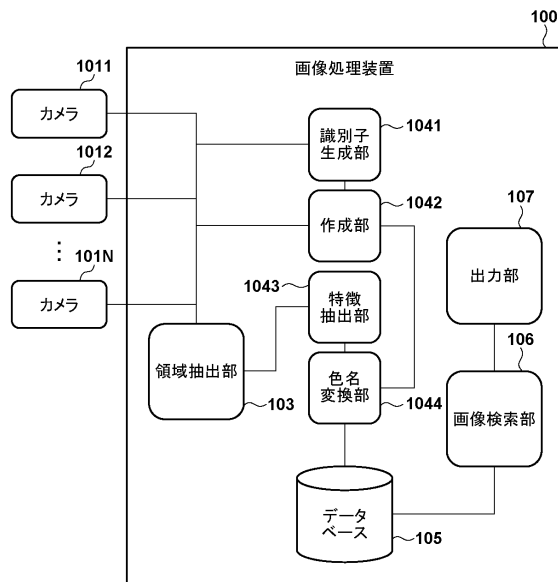 100
画像処理装置
1011
カメラ
1012
カメラ
⋮
101N
カメラ
識別子
生成部
1041
作成部
1042
1043
特徴
抽出部
領域抽出部
103
色名
変換部
1044
データ
ベース
105
107
出力部
106
画像検索部